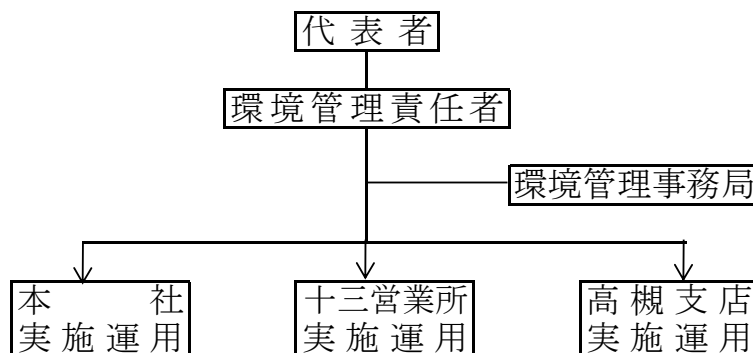 代表者
環境管理責任者
環境管理事務局
本社
実施運用
十三営業所
実施運用
高槻支店
実施運用